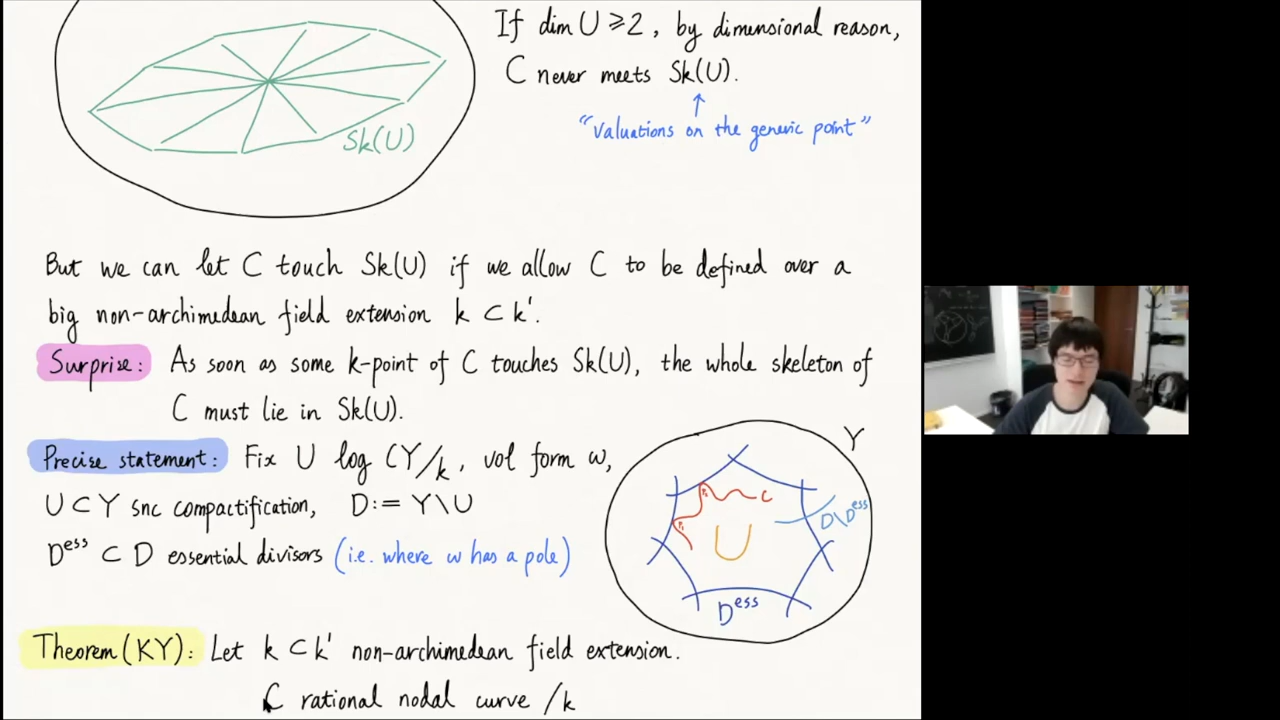 If dim U ⩾ 2, by dimensional reason,
C never meets Sk(U).
↑
"Valuations on the generic point"
Sk(U)
But we can let C touch Sk(U) if we allow C to be defined over a
big non-archimedean field extension k ⊂ k'.
Surprise: As soon as some k-point of C touches Sk(U), the whole skeleton of
C must lie in Sk(U).
Precise statement: Fix U log CY/k, vol form ω,
U ⊂ Y snc compactification, D := Y\U
D^ess ⊂ D essential divisors (i.e. where ω has a pole)
Y
C
D\D^ess
U
D^ess
Theorem (KY): Let k ⊂ k' non-archimedean field extension.
C rational nodal curve /k